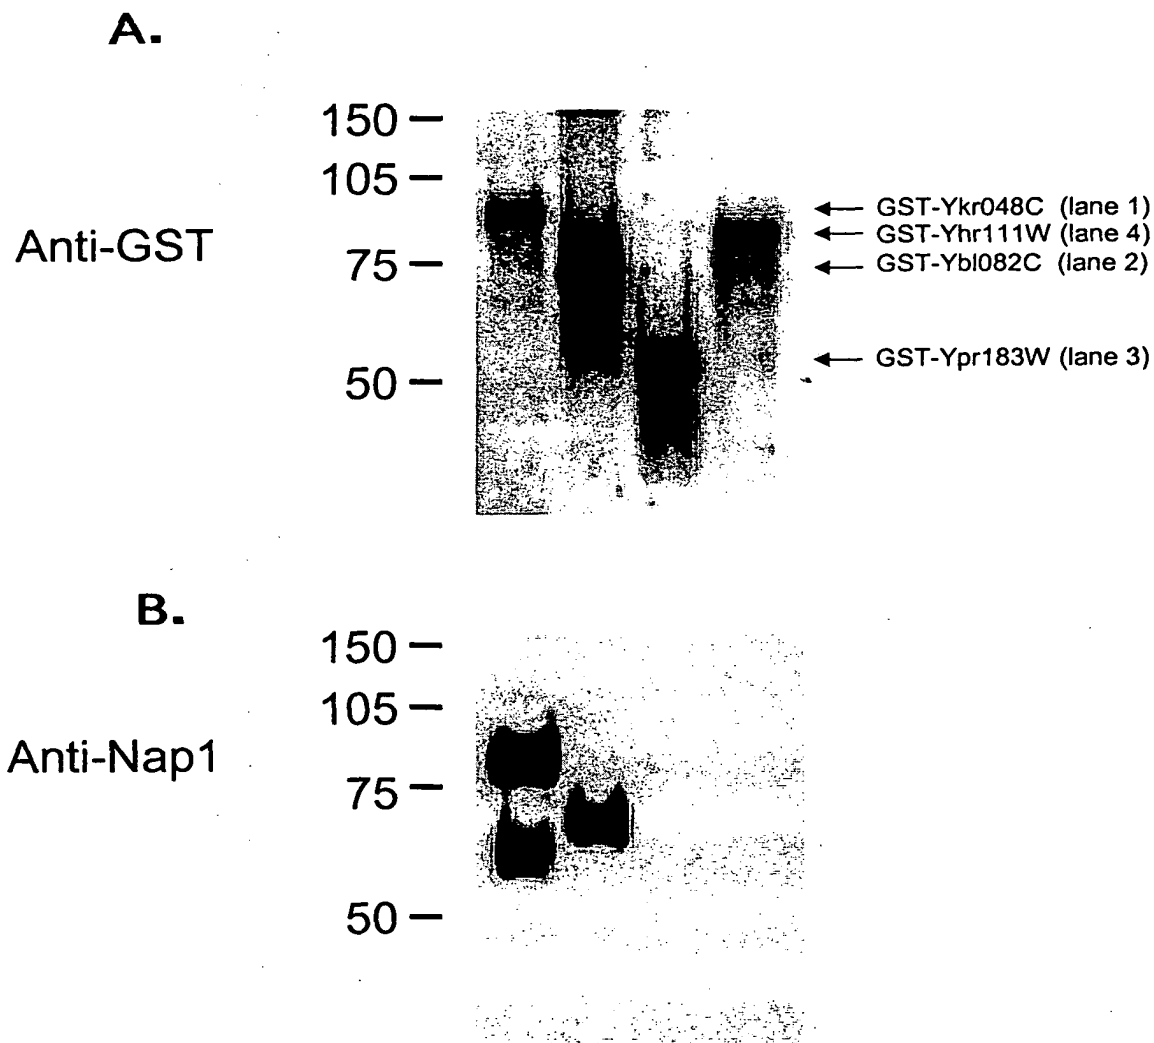 A.
150
105
Anti-GST
75
50
GST-Ykr048C (lane 1)
GST-Yhr111W (lane 4)
GST-Ybl082C (lane 2)
GST-Ypr183W (lane 3)
B.
150
105
Anti-Nap1
75
50